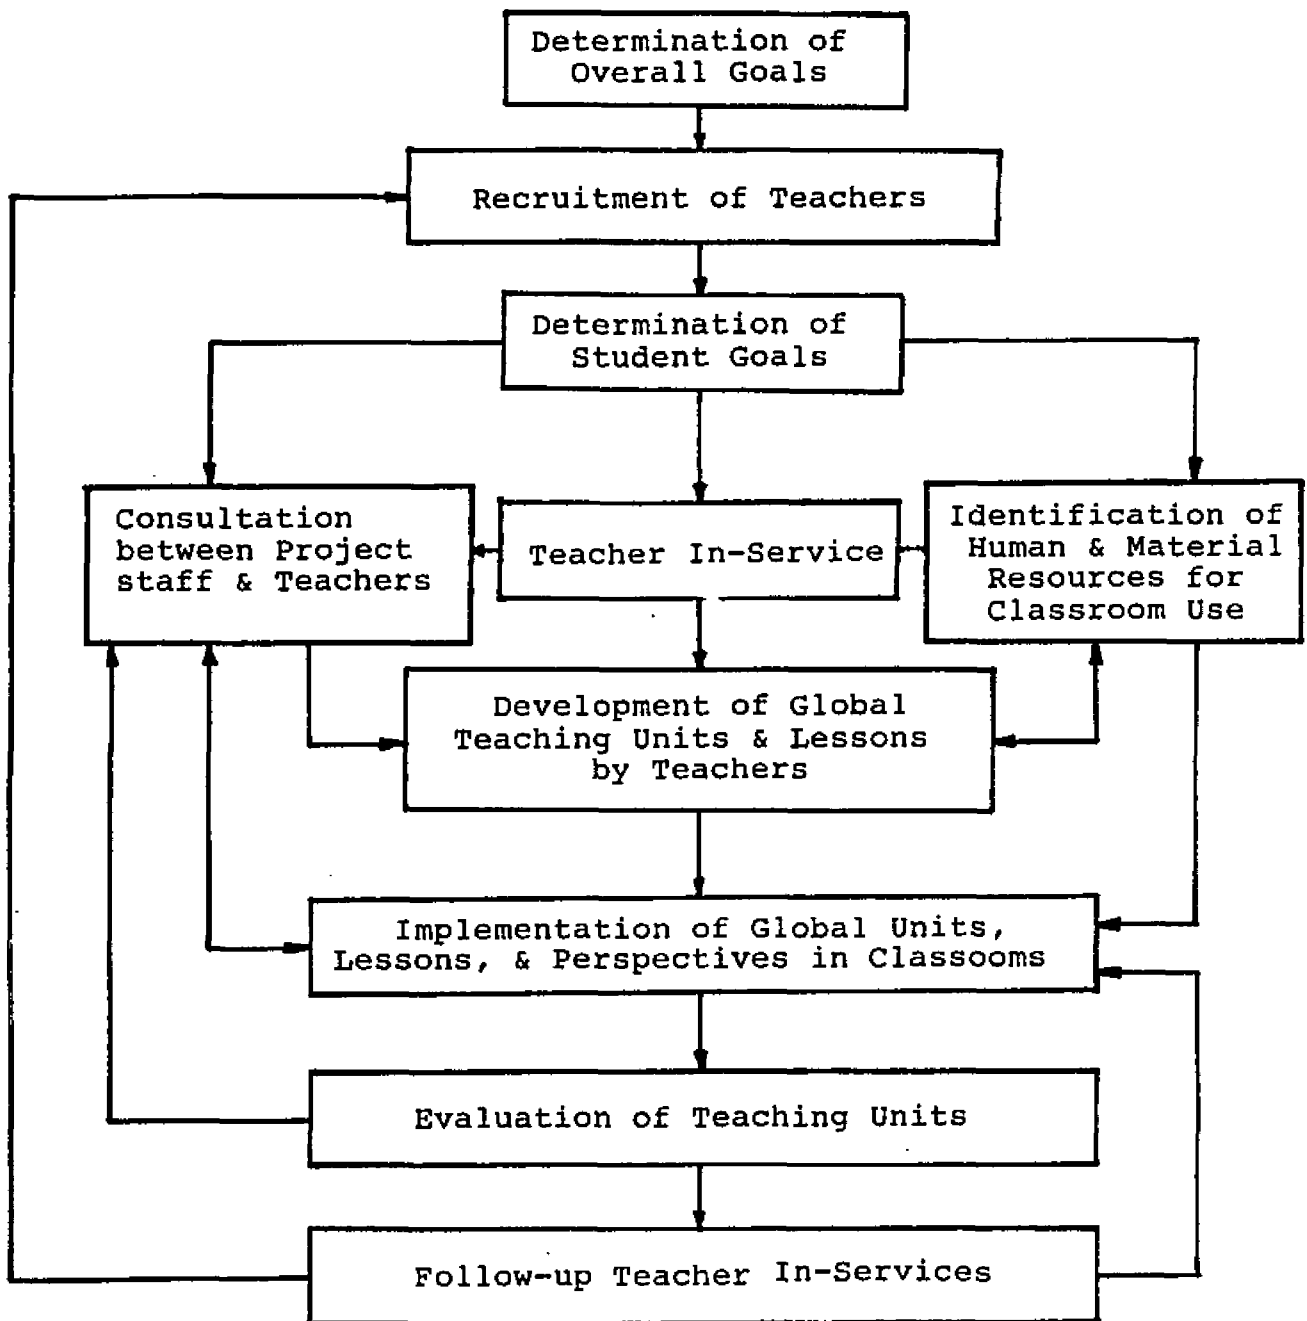 Determination of
Overall Goals
Recruitment of Teachers
Determination of
Student Goals
Consultation
between Project
staff & Teachers
Teacher In-Service
Identification of
Human & Material
Resources for
Classroom Use
Development of Global
Teaching Units & Lessons
by Teachers
Implementation of Global Units,
Lessons, & Perspectives in Classooms
Evaluation of Teaching Units
Follow-up Teacher In-Services